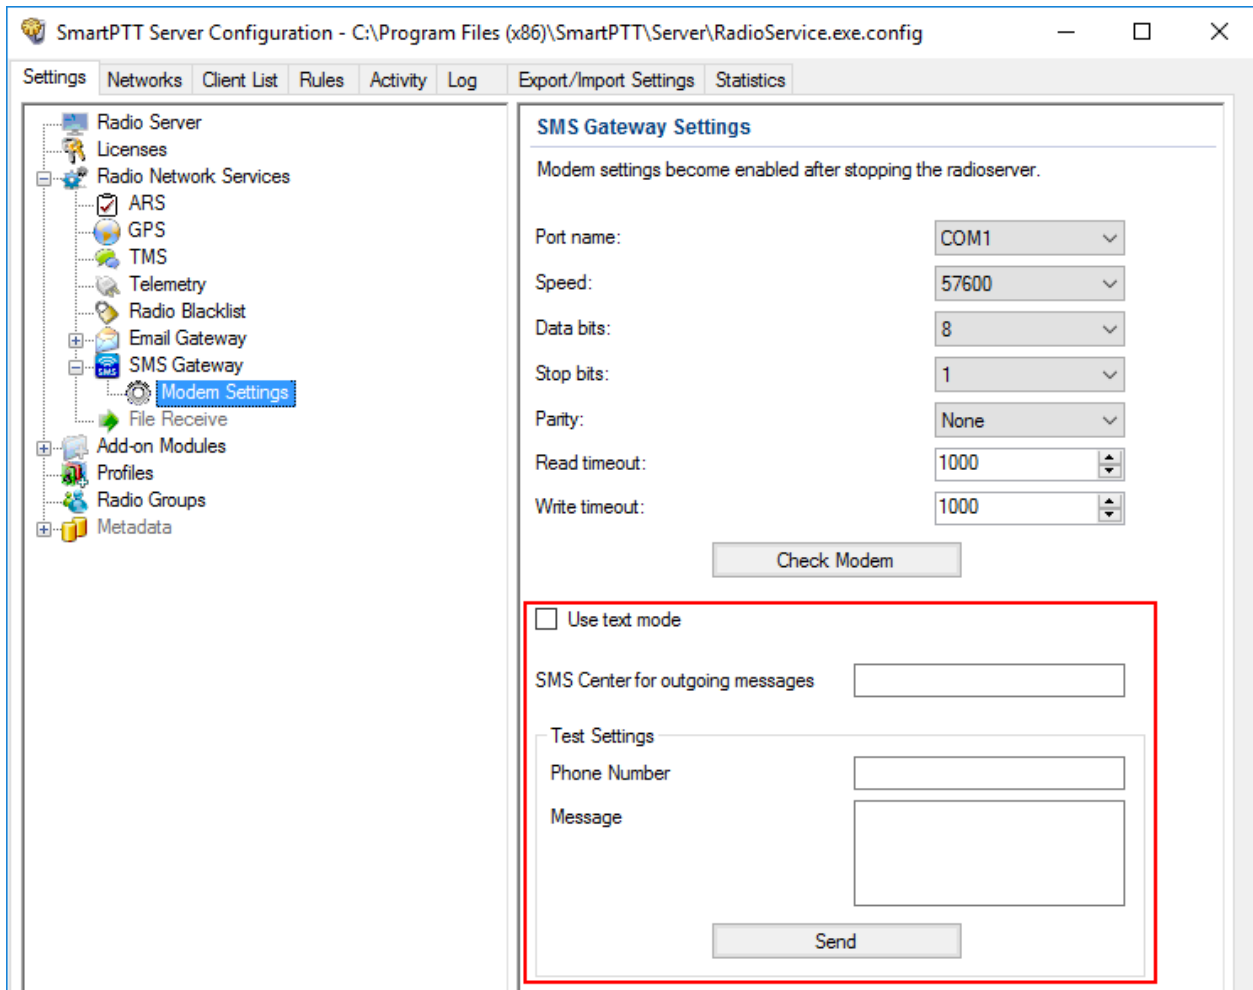 SmartPTT Server Configuration - C:\Program Files (x86)\SmartPTT\Server\RadioService.exe.config
Settings Networks Client List Rules Activity Log Export/Import Settings Statistics
Radio Server
Licenses
Radio Network Services
ARS
GPS
TMS
Telemetry
Radio Blacklist
Email Gateway
SMS Gateway
SMS
Modem Settings
File Receive
Add-on Modules
Profiles
Radio Groups
Metadata
SMS Gateway Settings
Modem settings become enabled after stopping the radioserver.
Port name: COM1
Speed: 57600
Data bits: 8
Stop bits: 1
Parity: None
Read timeout: 1000
Write timeout: 1000
Check Modem
Use text mode
SMS Center for outgoing messages
Test Settings
Phone Number
Message
Send